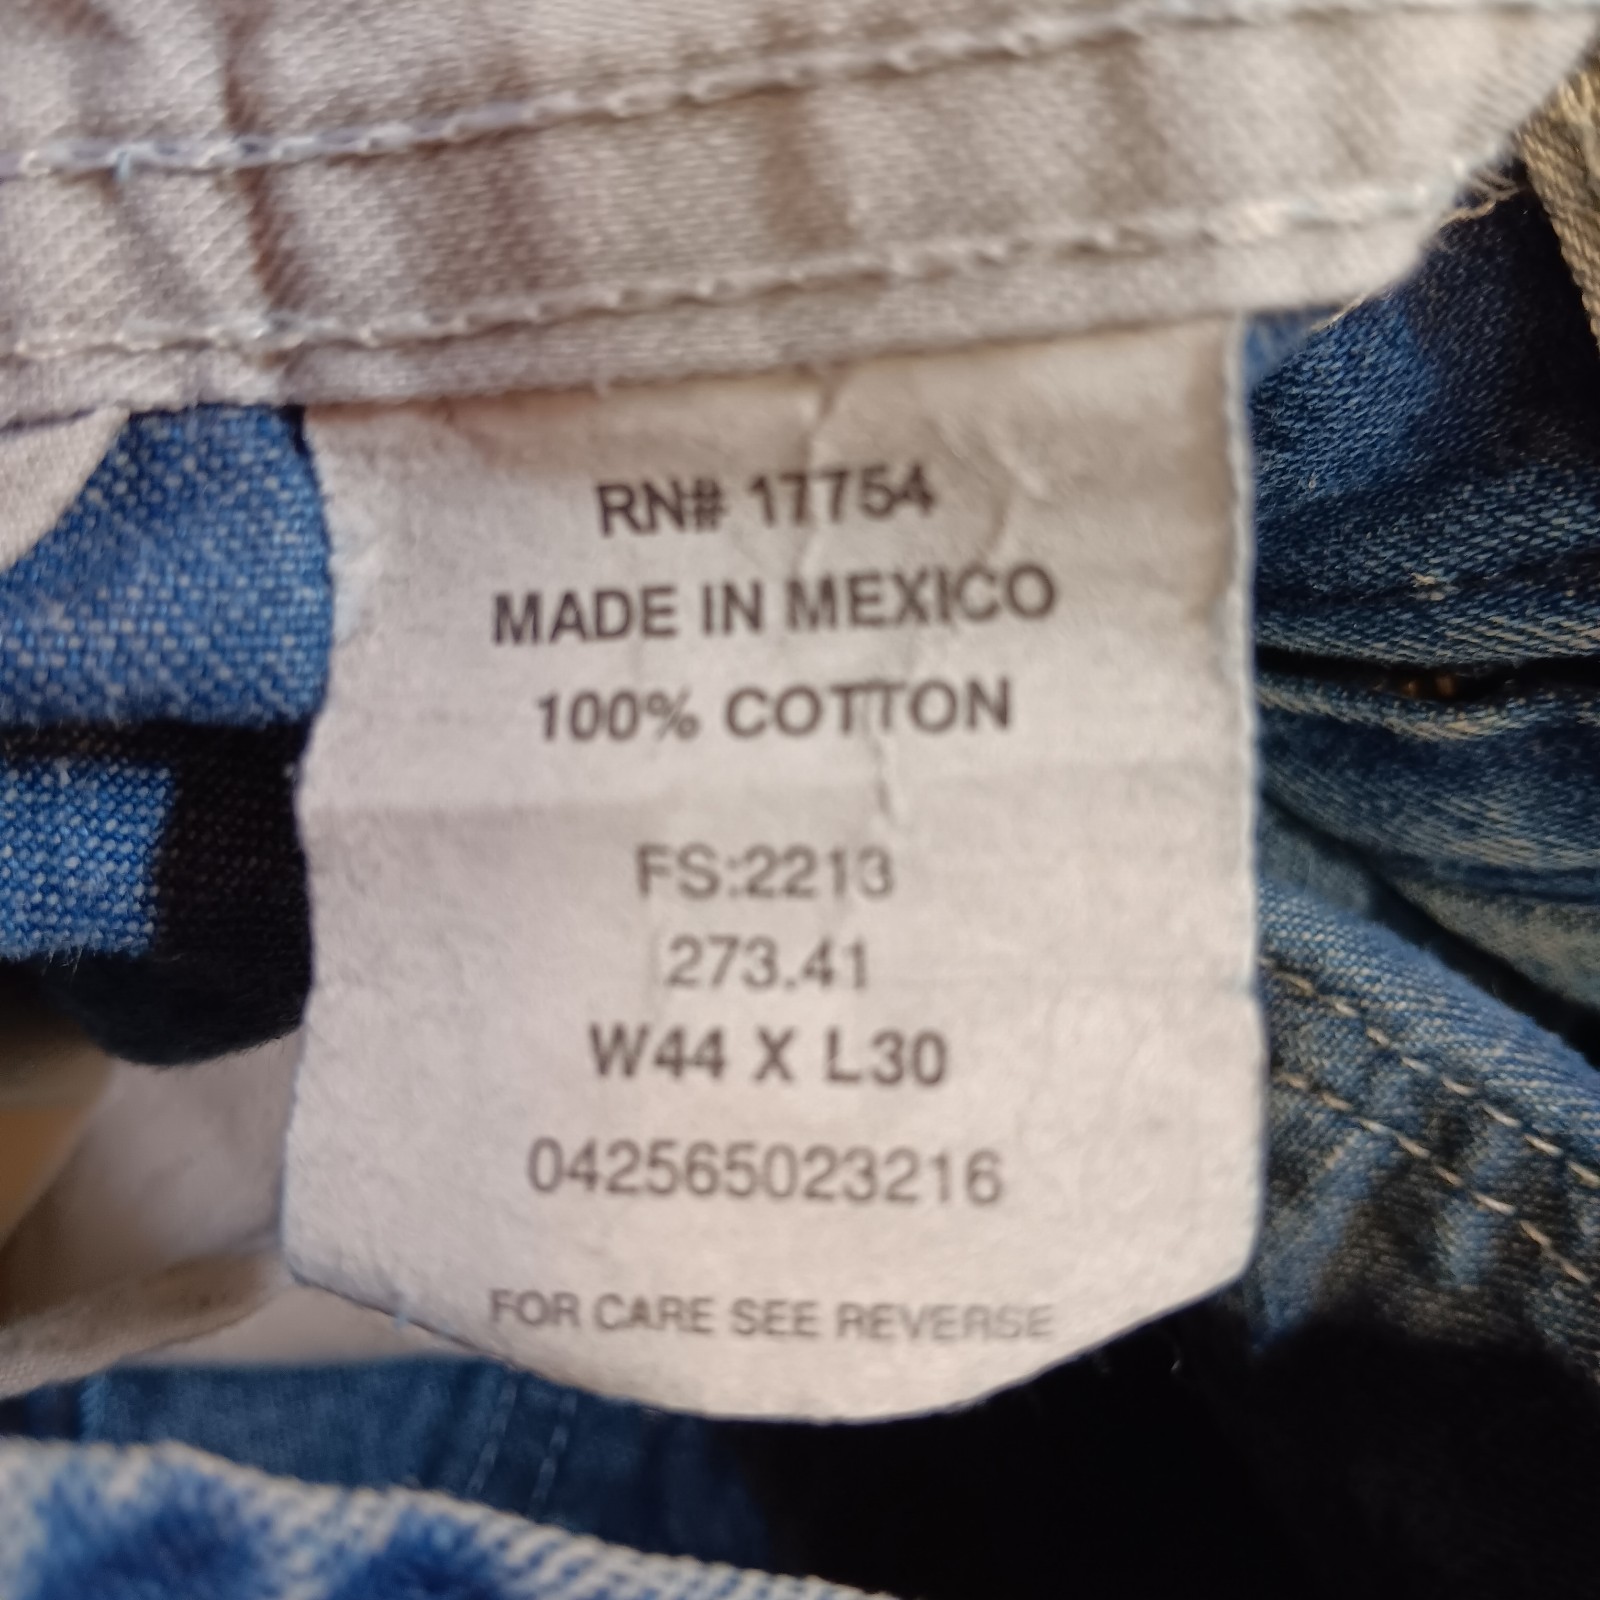 RN# 17754
MADE IN MEXICO
100% COTTON
FS:2213
273.41
W44 X L30
042565023216
FOR CARE SEE REVERSE